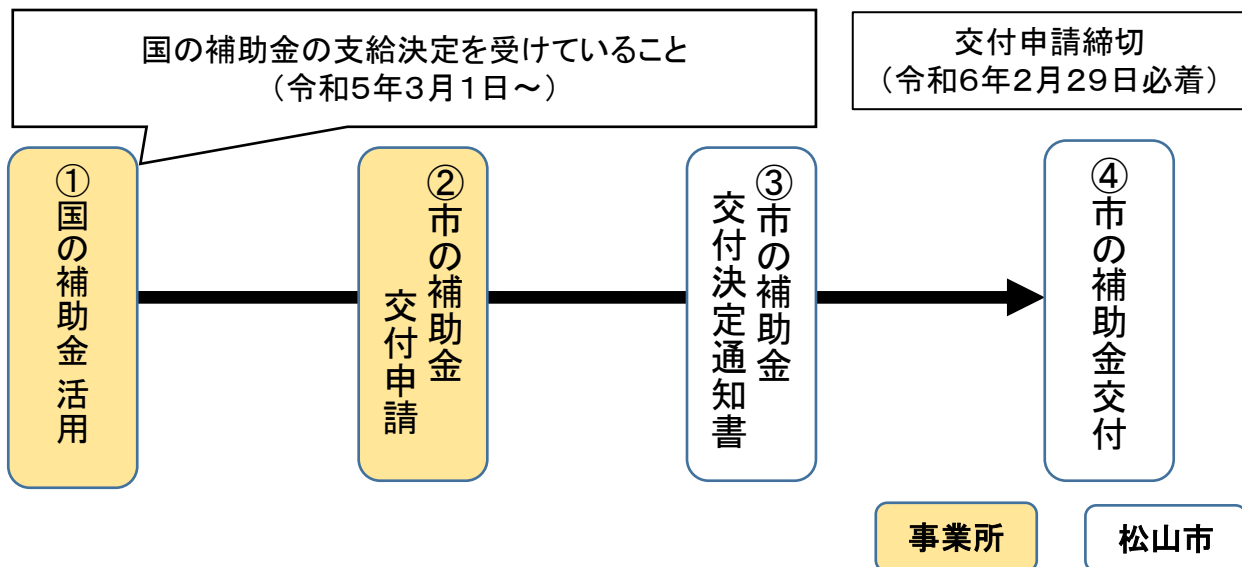 国の補助金の支給決定を受けていること
（令和５年３月１日～）
交付申請締切
（令和６年２月２９日必着）
①国の補助金 活用
②市の補助金
交付申請
③市の補助金
交付決定通知書
④市の補助金交付
事業所
松山市